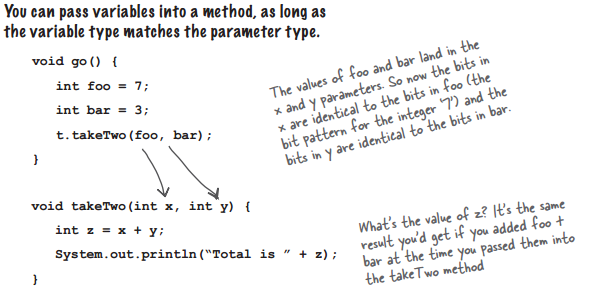 You can pass variables into a method, as long as
the variable type matches the parameter type.
void go() {
int foo = 7;
int bar = 3;
t.takeTwo(foo, bar);
}
The values of foo and bar land in the
x and y parameters. So now the bits in
x are identical to the bits in foo (the
bit pattern for the integer '7') and the
bits in y are identical to the bits in bar.
void takeTwo(int x, int y) {
int z = x + y;
System.out.println("Total is " + z);
}
What's the value of z? It's the same
result you'd get if you added foo +
bar at the time you passed them into
the takeTwo method